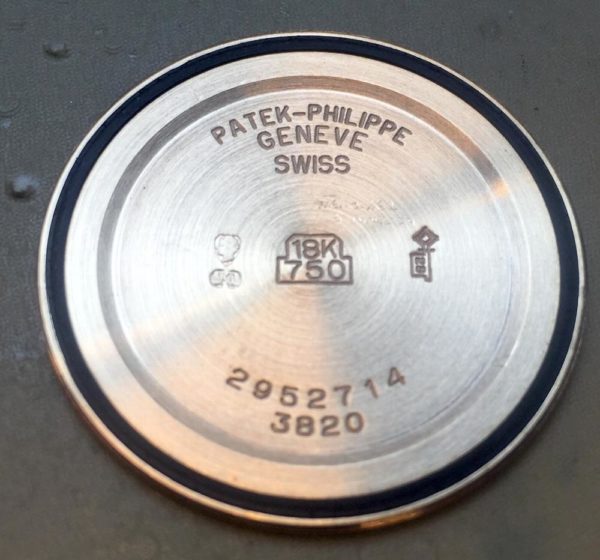 PATEK-PHILIPPE
GENEVE
SWISS
18K
750
2952714
3820